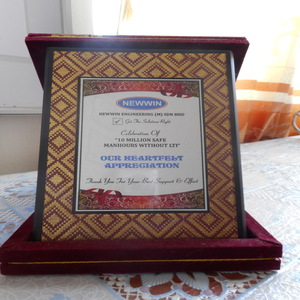 NEWWIN
NEWWIN ENGINEERING (M) SDN BHD
Get The Solution Right
Celebration Of
"10 MILLION SAFE
MANHOURS WITHOUT LTI"
OUR HEARTFELT
APPRECIATION
Thank You For Your Best Support & Effort